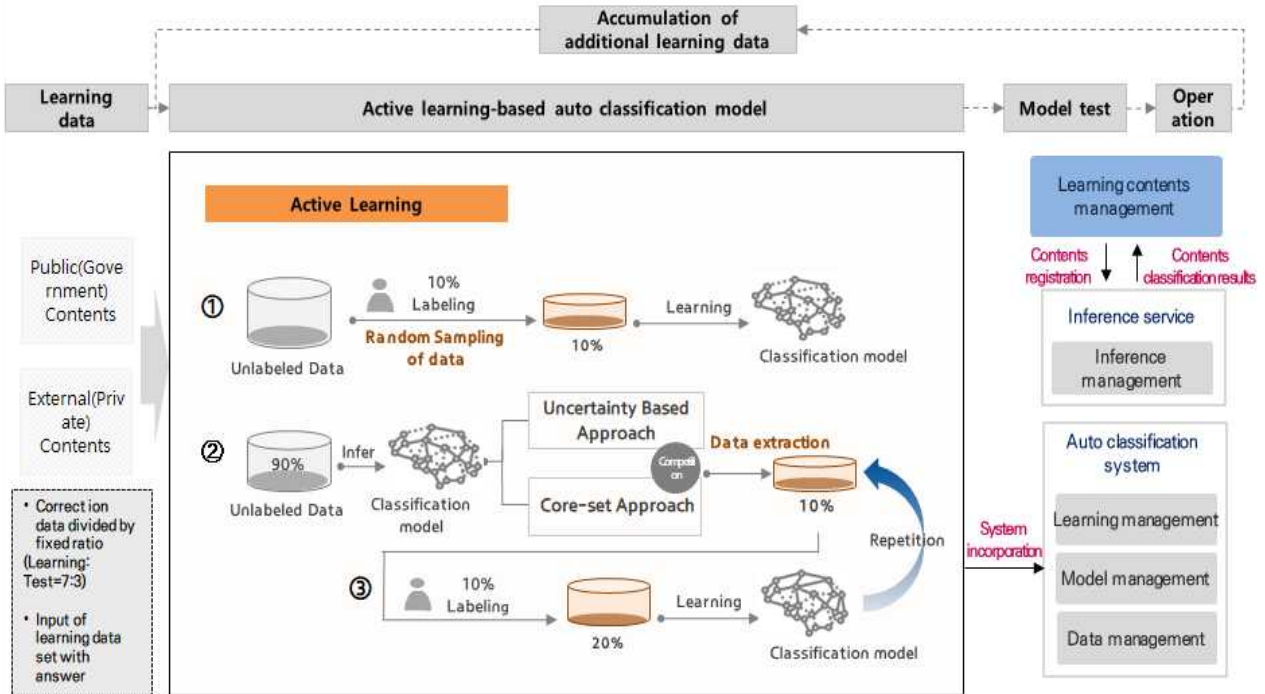 Accumulation of
additional learning data
Learning
data
Active learning-based auto classification model
Model test
Oper
ation
Public(Gove
rnment)
Contents
External(Priv
ate)
Contents
• Correction
data divided by
fixed ratio
(Learning:
Test=7:3)
• Input of
learning data
set with
answer
Active Learning
①
Unlabeled Data
10%
Labeling
Random Sampling
of data
10%
Learning
Classification model
②
90%
Unlabeled Data
Infer
Classification
model
Uncertainty Based
Approach
Core-set Approach
Compositi
on
Data extraction
10%
Repetition
③
10%
Labeling
20%
Learning
Classification model
System
incorporation
Learning contents
management
Contents
registration
Contents
classification results
Inference service
Inference
management
Auto classification
system
Learning management
Model management
Data management